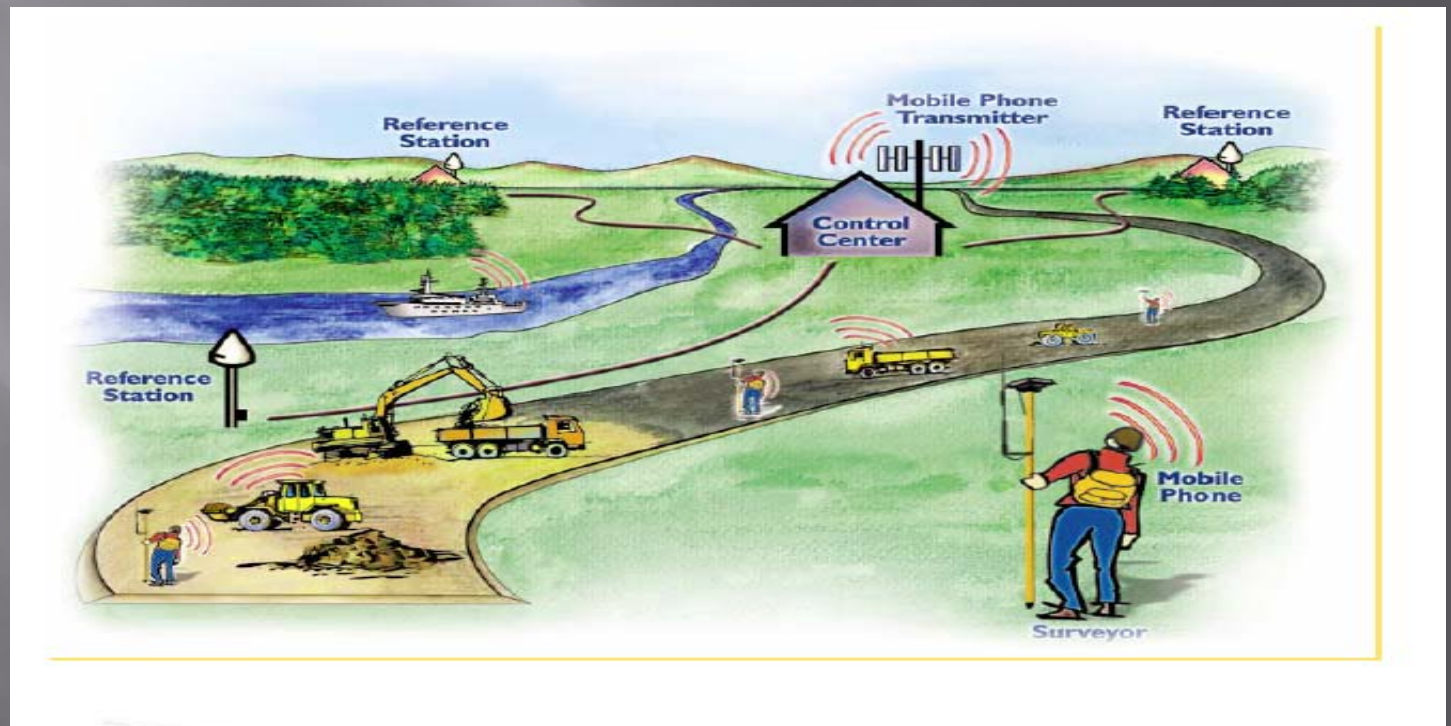 Reference
Station
Mobile Phone
Transmitter
Reference
Station
Control
Center
Reference
Station
Mobile
Phone
Surveyor